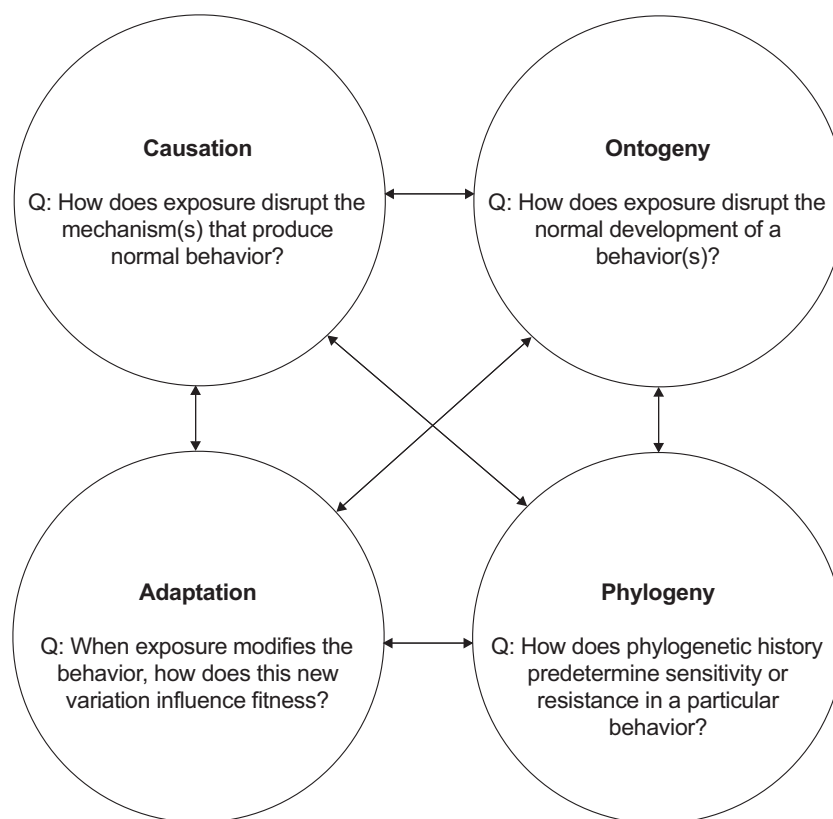 Causation
Q: How does exposure disrupt the
mechanism(s) that produce
normal behavior?
Ontogeny
Q: How does exposure disrupt the
normal development of a
behavior(s)?
Adaptation
Q: When exposure modifies the
behavior, how does this new
variation influence fitness?
Phylogeny
Q: How does phylogenetic history
predetermine sensitivity or
resistance in a particular
behavior?